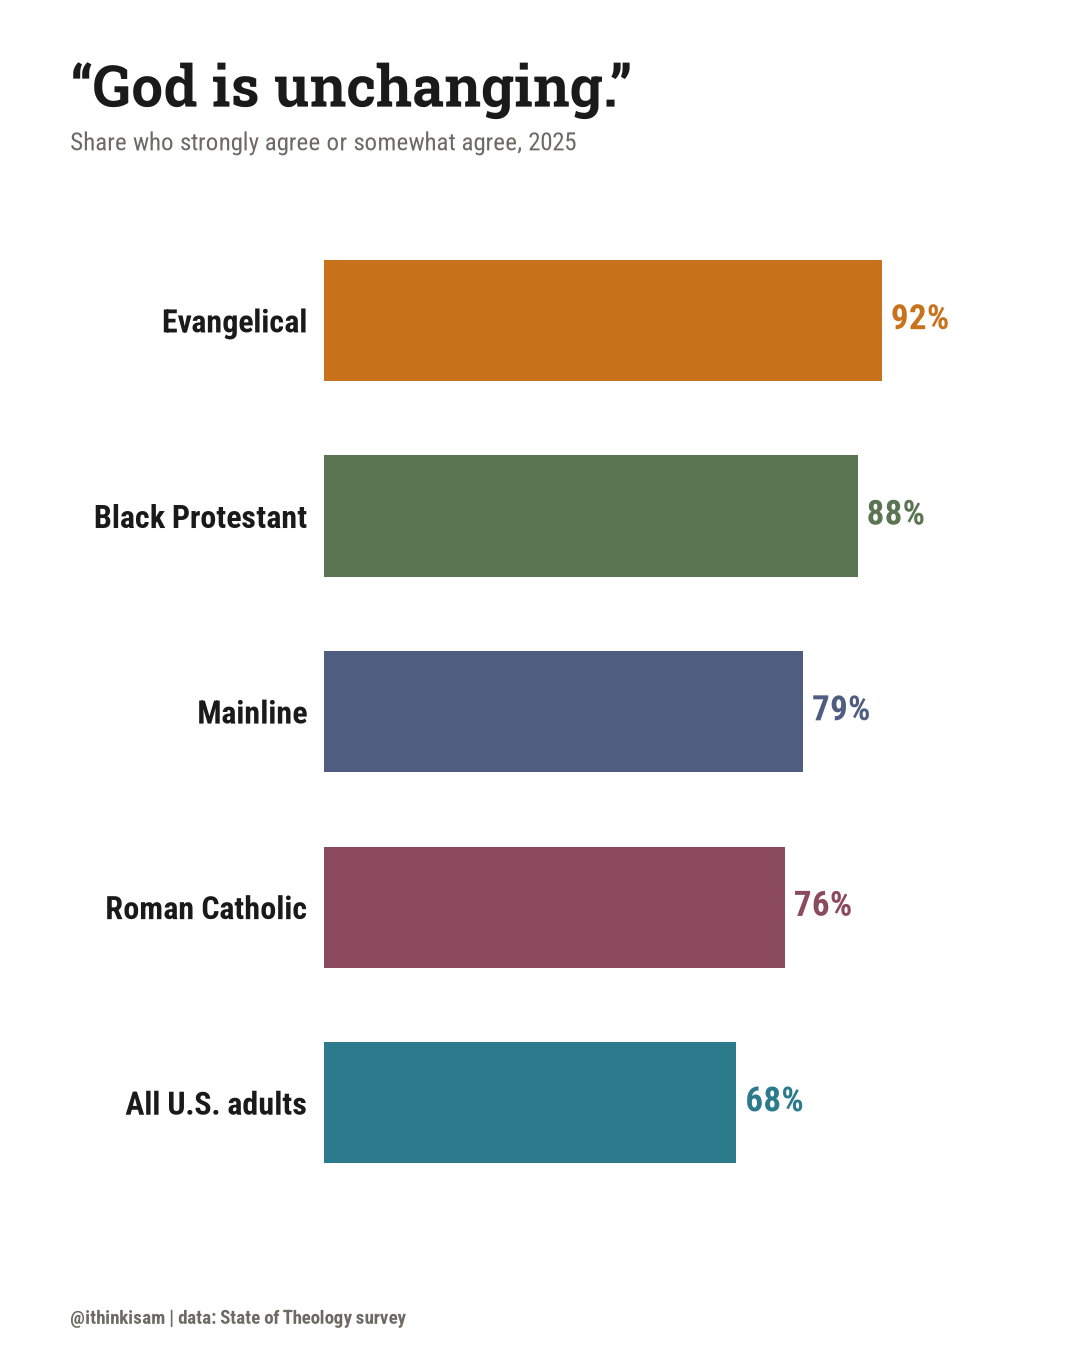 “God is unchanging.”
Share who strongly agree or somewhat agree, 2025
Evangelical 92%
Black Protestant 88%
Mainline 79%
Roman Catholic 76%
All U.S. adults 68%
@ithinkisam | data: State of Theology survey